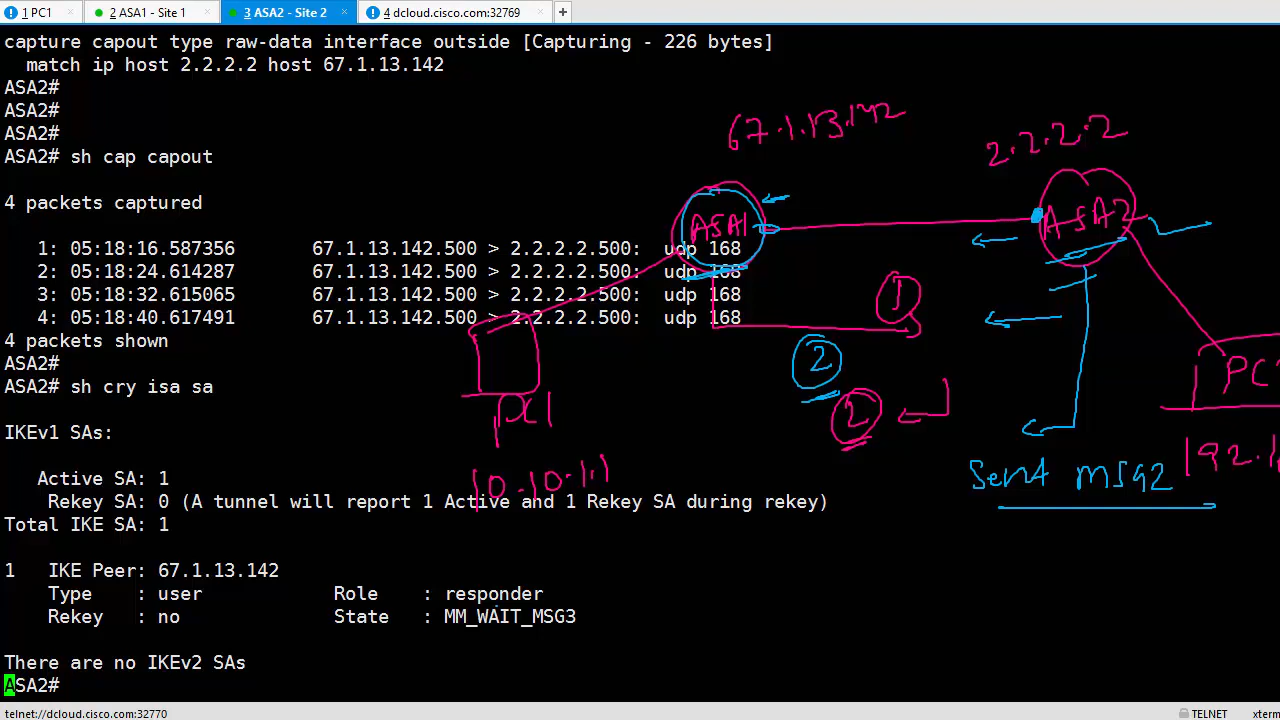 1 PC1
2 ASA1 - Site 1
3 ASA2 - Site 2
4 dcloud.cisco.com:32769
capture capout type raw-data interface outside [Capturing - 226 bytes]
match ip host 2.2.2.2 host 67.1.13.142
ASA2#
ASA2#
ASA2#
ASA2# sh cap capout
4 packets captured
1: 05:18:16.587356 67.1.13.142.500 > 2.2.2.2.500: udp 168
2: 05:18:24.614287 67.1.13.142.500 > 2.2.2.2.500: udp 168
3: 05:18:32.615065 67.1.13.142.500 > 2.2.2.2.500: udp 168
4: 05:18:40.617491 67.1.13.142.500 > 2.2.2.2.500: udp 168
4 packets shown
ASA2#
ASA2# sh cry isa sa
IKEv1 SAs:
Active SA: 1
Rekey SA: 0 (A tunnel will report 1 Active and 1 Rekey SA during rekey)
Total IKE SA: 1
1 IKE Peer: 67.1.13.142
Type : user Role : responder
Rekey : no State : MM_WAIT_MSG3
There are no IKEv2 SAs
ASA2#
67.1.13.142
2.2.2.2
ASA1
ASA2
1
2
2
PC1
PC
10.10.1.1
192.1
Sent msg2
telnet://dcloud.cisco.com:32770
TELNET
xterm